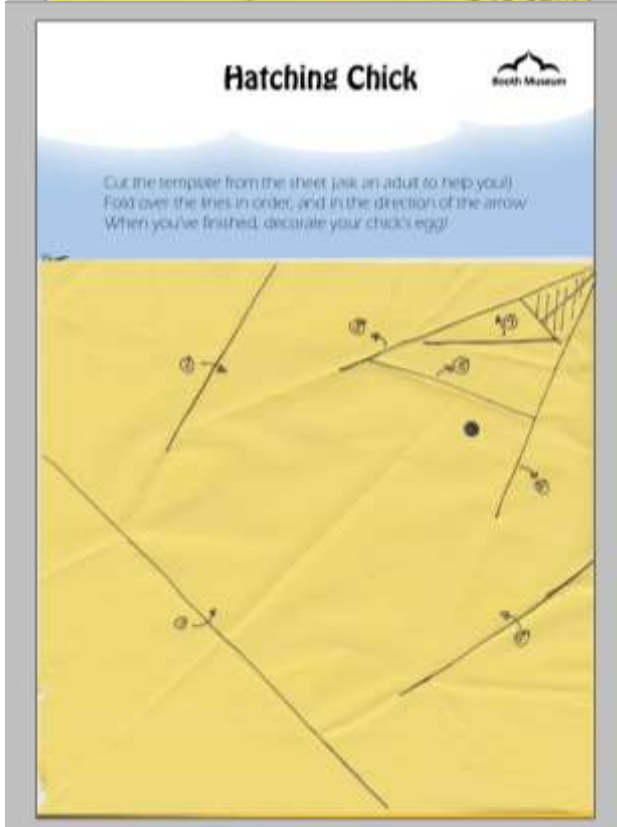 Hatching Chick
Booth Museum
Cut the template from the sheet (ask an adult to help you!)
Fold over the lines in order, and in the direction of the arrow
When you've finished, decorate your chick's egg!